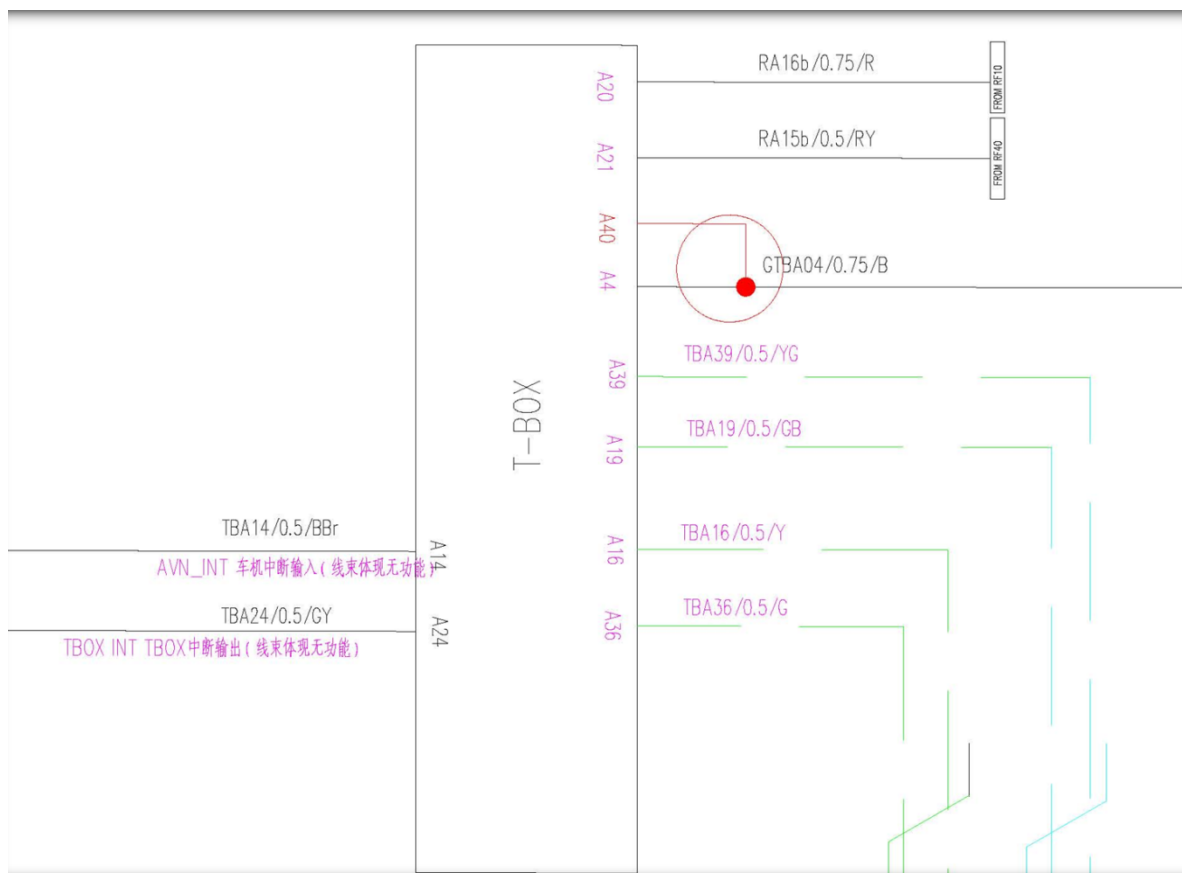 RA16b/0.75/R
A20
FROM RF10
RA15b/0.5/RY
A21
FROM RF40
A40
GTBA04/0.75/B
A4
TBA39/0.5/YG
A39
T-BOX
TBA19/0.5/GB
A19
TBA14/0.5/BBr
A14
AVN_INT 车机中断输入(线束体现无功能)
TBA16/0.5/Y
A16
TBA24/0.5/GY
A24
TBOX INT TBOX中断输出(线束体现无功能)
TBA36/0.5/G
A36